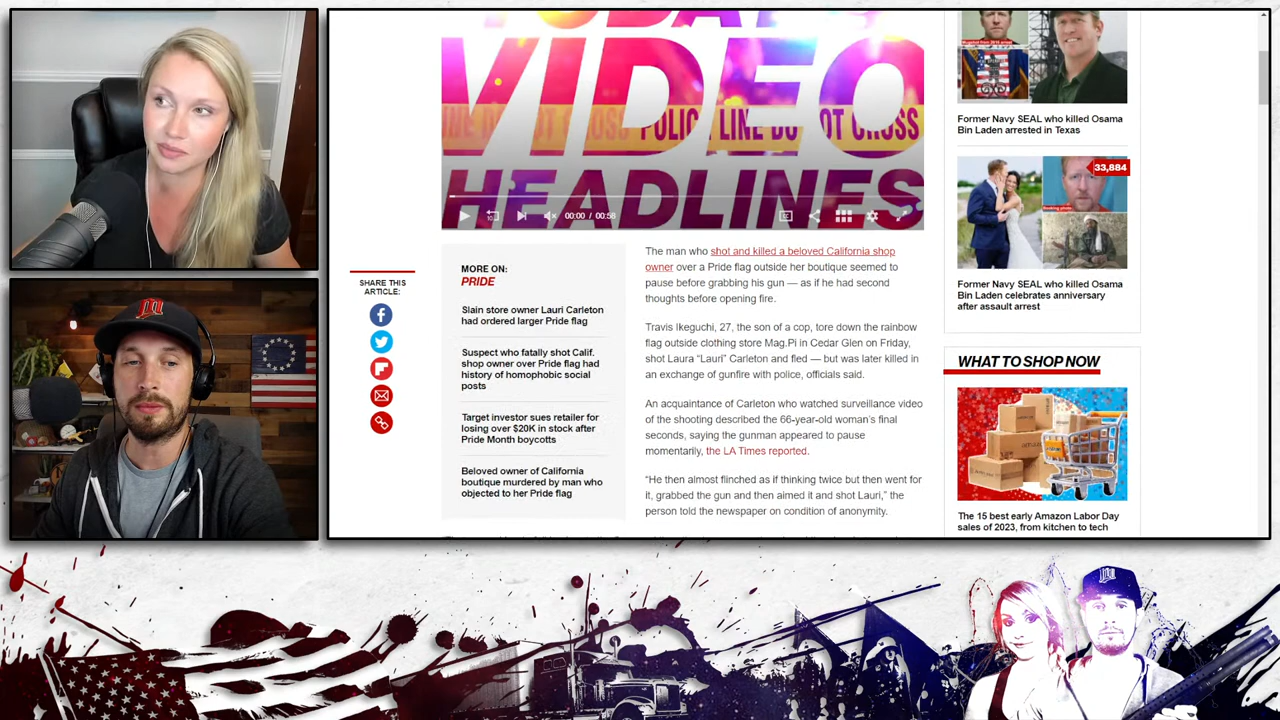 VIDEO
POLICE LINE DO NOT CROSS
HEADLINES
00:00 / 00:56
SHARE THIS
ARTICLE:
MORE ON:
PRIDE
Slain store owner Lauri Carleton
had ordered larger Pride flag
Suspect who fatally shot Calif.
shop owner over Pride flag had
history of homophobic social
posts
Target investor sues retailer for
losing over $20K in stock after
Pride Month boycotts
Beloved owner of California
boutique murdered by man who
objected to her Pride flag
The man who shot and killed a beloved California shop
owner over a Pride flag outside her boutique seemed to
pause before grabbing his gun — as if he had second
thoughts before opening fire.
Travis Ikeguchi, 27, the son of a cop, tore down the rainbow
flag outside clothing store Mag.Pi in Cedar Glen on Friday,
shot Laura “Lauri” Carleton and fled — but was later killed in
an exchange of gunfire with police, officials said.
An acquaintance of Carleton who watched surveillance video
of the shooting described the 66-year-old woman’s final
seconds, saying the gunman appeared to pause
momentarily, the LA Times reported.
“He then almost flinched as if thinking twice but then went for
it, grabbed the gun and then aimed it and shot Lauri,” the
person told the newspaper on condition of anonymity.
Former Navy SEAL who killed Osama
Bin Laden arrested in Texas
33,884
Former Navy SEAL who killed Osama
Bin Laden celebrates anniversary
after assault arrest
WHAT TO SHOP NOW
The 15 best early Amazon Labor Day
sales of 2023, from kitchen to tech